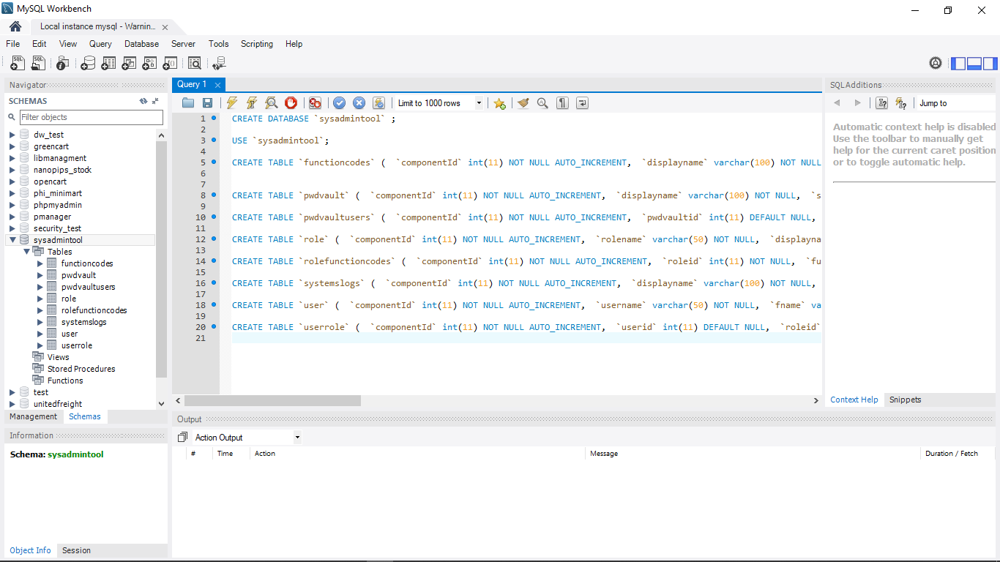 MySQL Workbench
Local instance mysql - Warnin...
File Edit View Query Database Server Tools Scripting Help
Navigator
SCHEMAS
Filter objects
dw_test
greencart
libmanagment
nanopips_stock
opencart
phi_minimart
phpmyadmin
pmanager
security_test
sysadmintool
Tables
functioncodes
pwdvault
pwdvaultusers
role
rolefunctioncodes
systemslogs
user
userrole
Views
Stored Procedures
Functions
test
unitedfreight
Management Schemas
Information
Schema: sysadmintool
Object Info Session
Query 1
Limit to 1000 rows
1 CREATE DATABASE `sysadmintool` ;
2
3 USE `sysadmintool`;
4
5 CREATE TABLE `functioncodes` (  `componentId` int(11) NOT NULL AUTO_INCREMENT,  `displayname` varchar(100) NOT NULL
6
7
8 CREATE TABLE `pwdvault` (  `componentId` int(11) NOT NULL AUTO_INCREMENT,  `displayname` varchar(100) NOT NULL,  `s
9
10 CREATE TABLE `pwdvaultusers` (  `componentId` int(11) NOT NULL AUTO_INCREMENT,  `pwdvaultid` int(11) DEFAULT NULL,
11
12 CREATE TABLE `role` (  `componentId` int(11) NOT NULL AUTO_INCREMENT,  `rolename` varchar(50) NOT NULL,  `displayna
13
14 CREATE TABLE `rolefunctioncodes` (  `componentId` int(11) NOT NULL AUTO_INCREMENT,  `roleid` int(11) NOT NULL,  `fu
15
16 CREATE TABLE `systemslogs` (  `componentId` int(11) NOT NULL AUTO_INCREMENT,  `displayname` varchar(100) NOT NULL,
17
18 CREATE TABLE `user` (  `componentId` int(11) NOT NULL AUTO_INCREMENT,  `username` varchar(50) NOT NULL,  `fname` va
19
20 CREATE TABLE `userrole` (  `componentId` int(11) NOT NULL AUTO_INCREMENT,  `userid` int(11) DEFAULT NULL,  `roleid`
21
SQLAdditions
Jump to
Automatic context help is disabled
Use the toolbar to manually get
help for the current caret position
or to toggle automatic help.
Context Help Snippets
Output
Action Output
# Time Action Message Duration / Fetch